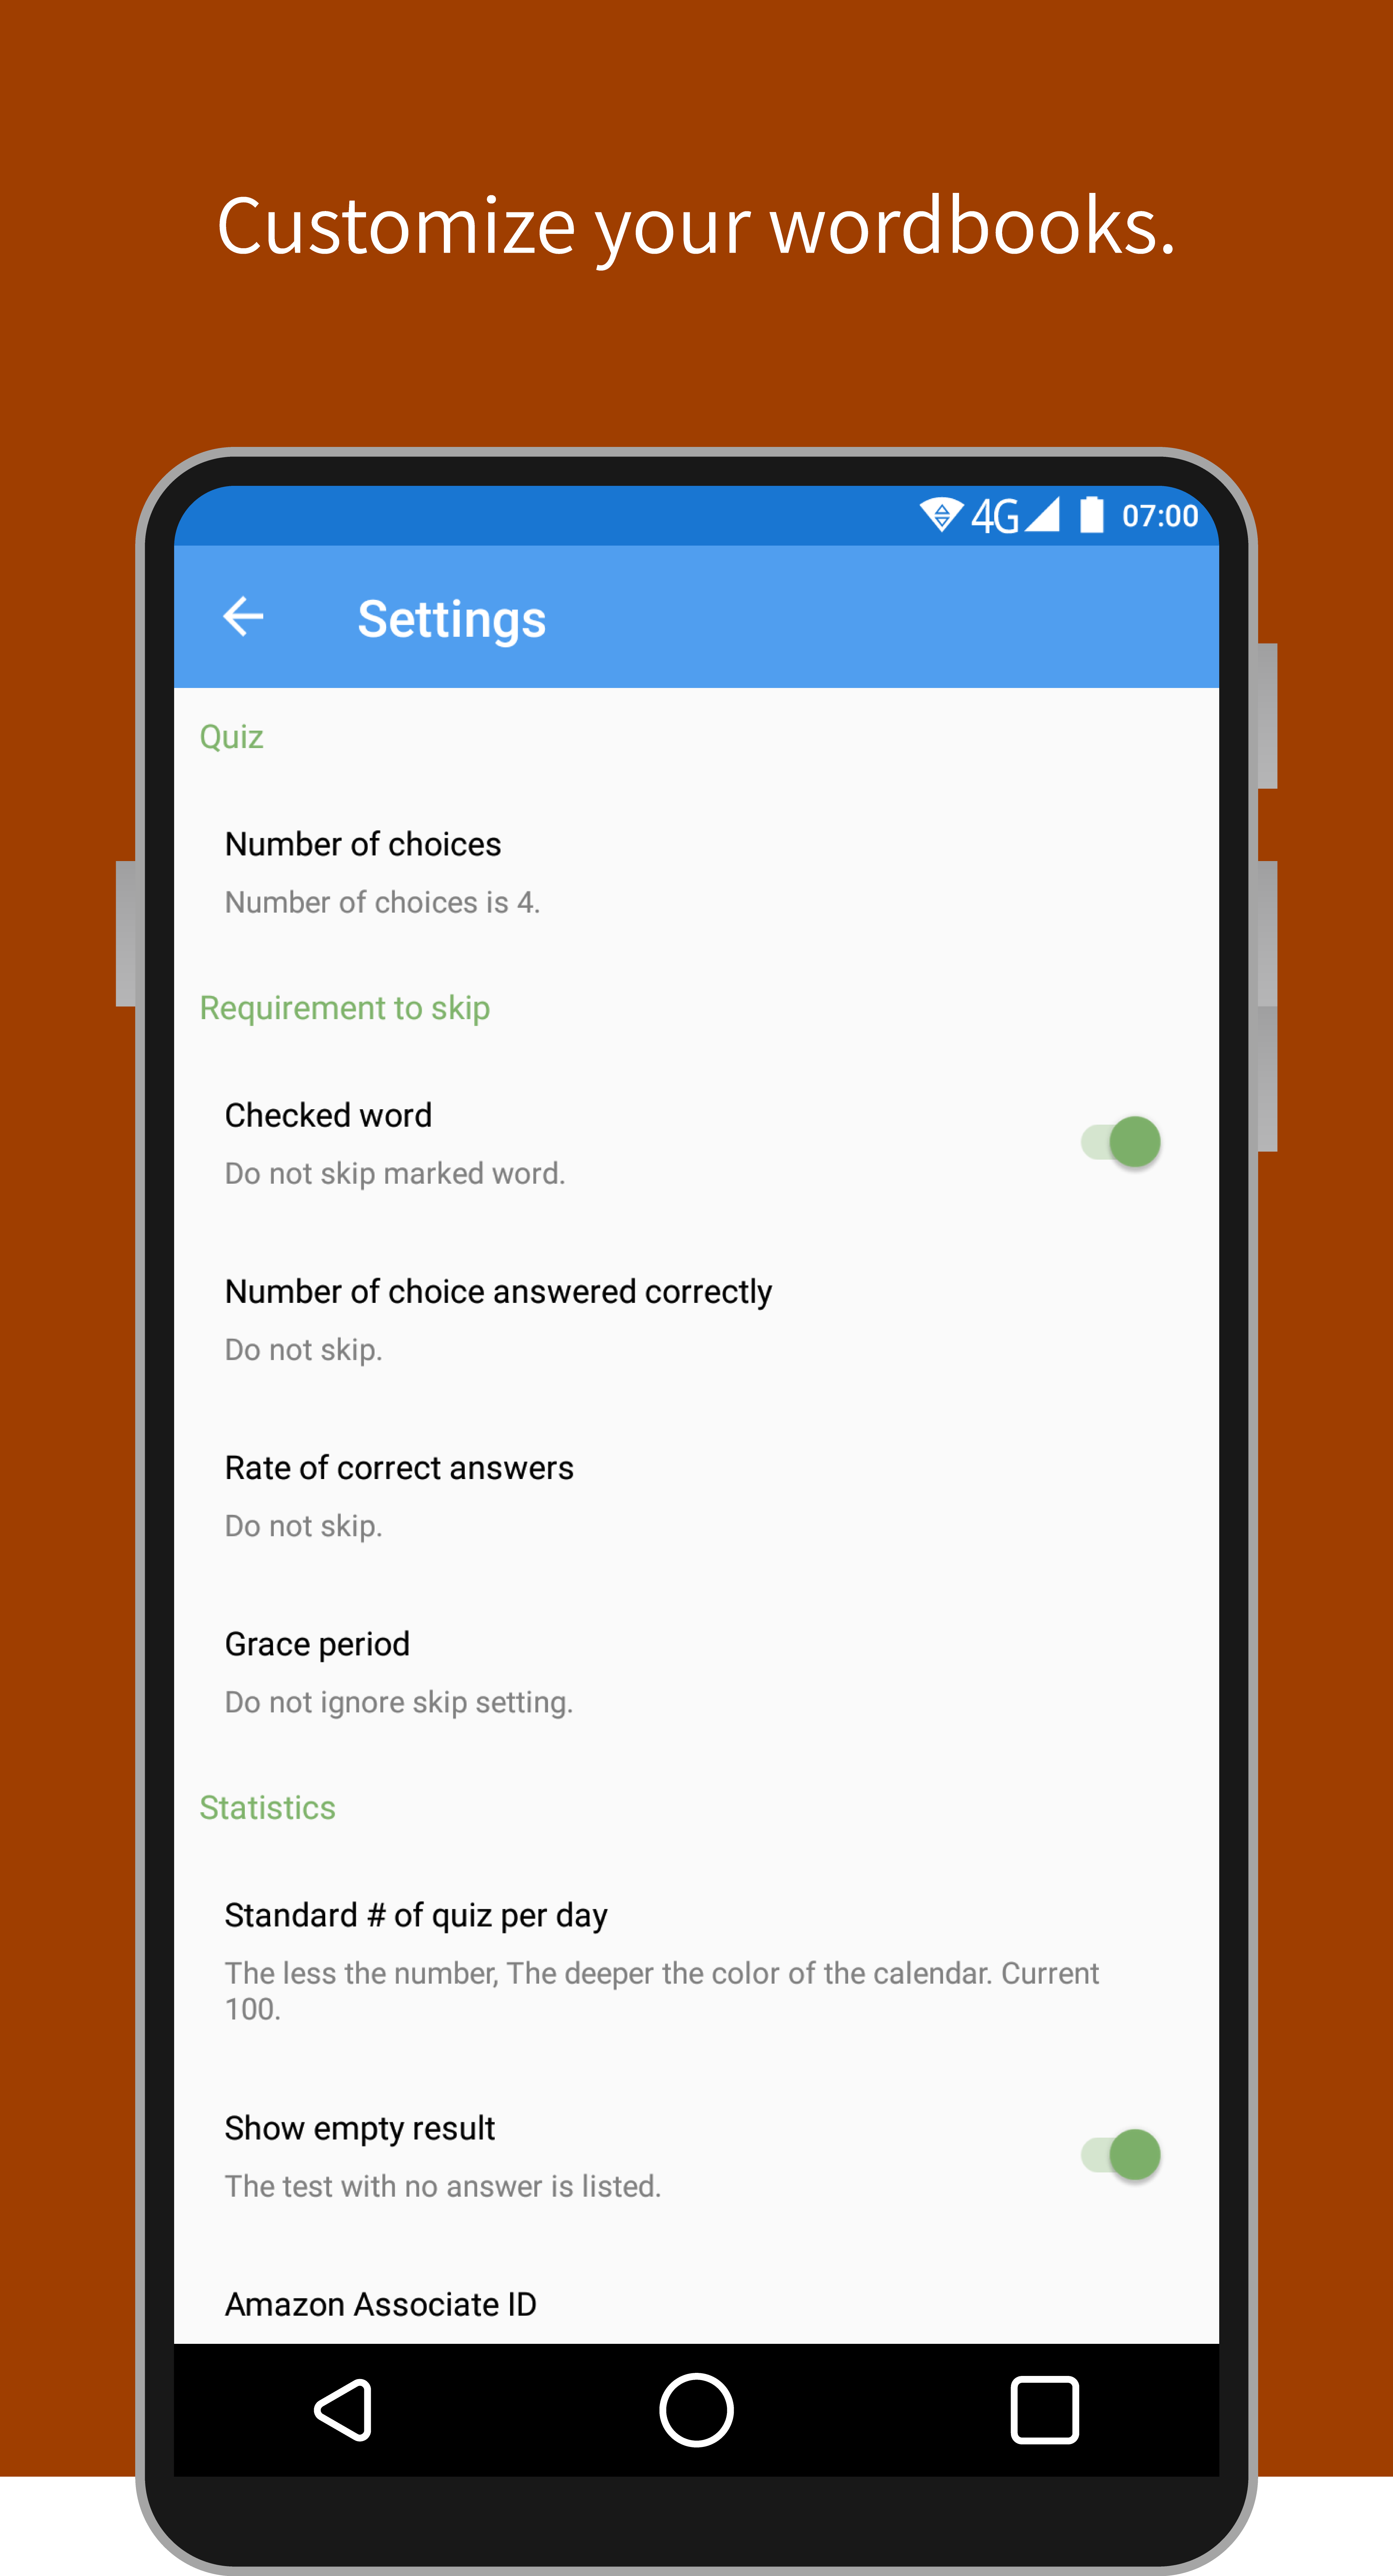 Customize your wordbooks.
4G 07:00
Settings
Quiz
Number of choices
Number of choices is 4.
Requirement to skip
Checked word
Do not skip marked word.
Number of choice answered correctly
Do not skip.
Rate of correct answers
Do not skip.
Grace period
Do not ignore skip setting.
Statistics
Standard # of quiz per day
The less the number, The deeper the color of the calendar. Current
100.
Show empty result
The test with no answer is listed.
Amazon Associate ID